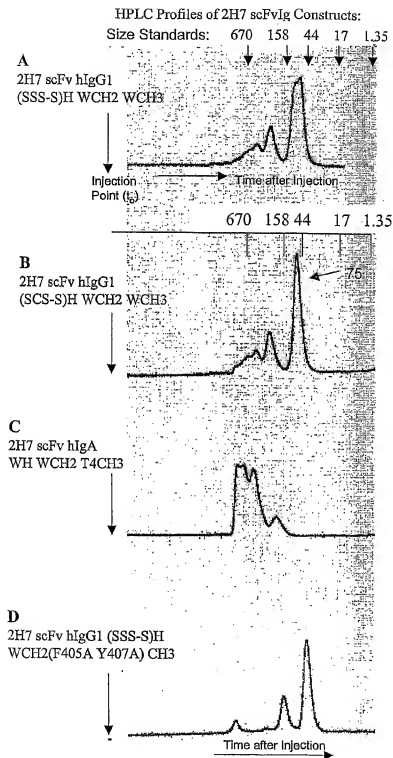 HPLC Profiles of 2H7 scFvIg Constructs:
Size Standards: 670 158 44 17 1.35
A
2H7 scFv hIgG1
(SSS-S)H WCH2 WCH3
Injection
Point (t₀)
Time after Injection
670 158 44 17 1.35
B
2H7 scFv hIgG1
(SCS-S)H WCH2 WCH3
75
C
2H7 scFv hIgA
WH WCH2 T4CH3
D
2H7 scFv hIgG1 (SSS-S)H
WCH2(F405A Y407A) CH3
Time after Injection